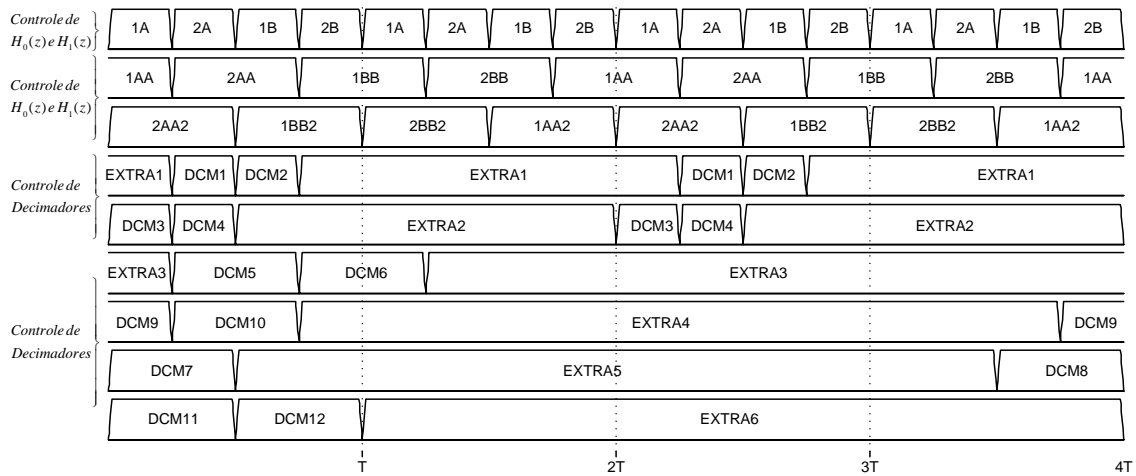 Controle de
H₀(z) e H₁(z)
1A 2A 1B 2B 1A 2A 1B 2B 1A 2A 1B 2B 1A 2A 1B 2B
Controle de
H₀(z) e H₁(z)
1AA 2AA 1BB 2BB 1AA 2AA 1BB 2BB 1AA
2AA2 1BB2 2BB2 1AA2 2AA2 1BB2 2BB2 1AA2
Controle de
Decimadores
EXTRA1 DCM1 DCM2 EXTRA1 DCM1 DCM2 EXTRA1
DCM3 DCM4 EXTRA2 DCM3 DCM4 EXTRA2
Controle de
Decimadores
EXTRA3 DCM5 DCM6 EXTRA3
DCM9 DCM10 EXTRA4 DCM9
DCM7 EXTRA5 DCM8
DCM11 DCM12 EXTRA6
T 2T 3T 4T